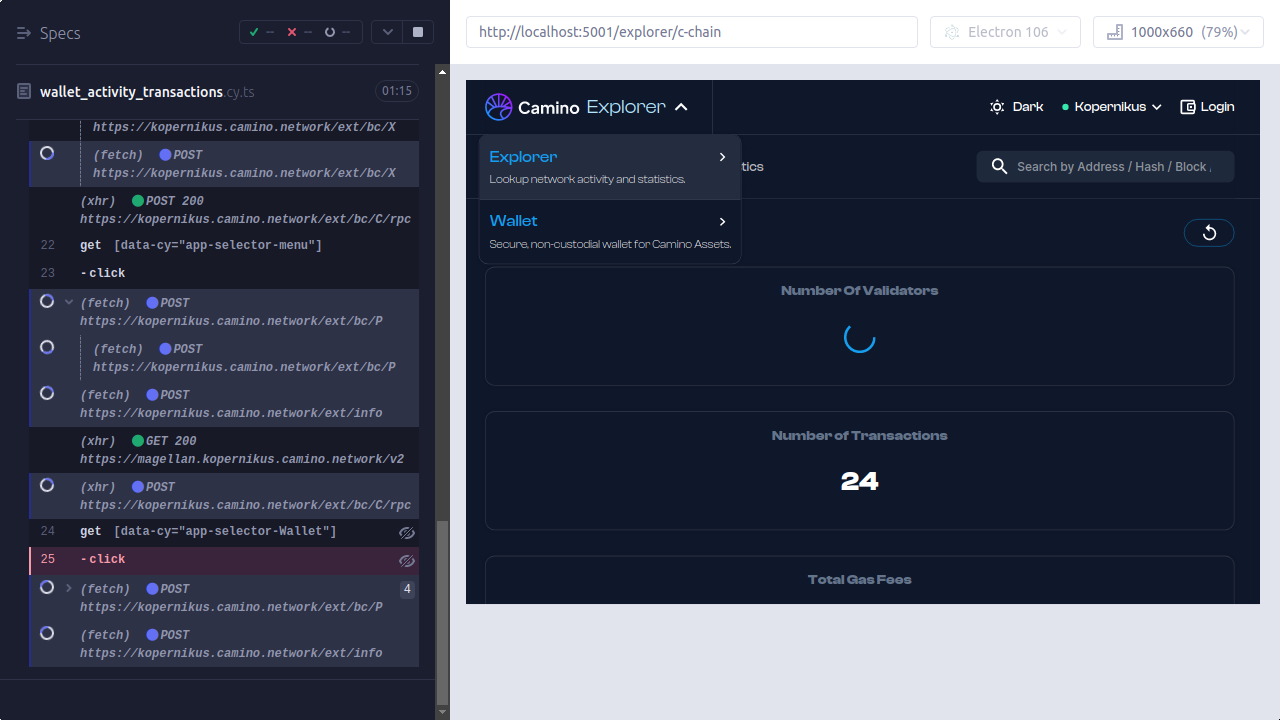 Specs
✓ -- ✕ -- --
wallet_activity_transactions.cy.ts 01:15
https://kopernikus.camino.network/ext/bc/X
(fetch) POST
https://kopernikus.camino.network/ext/bc/X
(xhr) POST 200
https://kopernikus.camino.network/ext/bc/C/rpc
22 get [data-cy="app-selector-menu"]
23 -click
(fetch) POST
https://kopernikus.camino.network/ext/bc/P
(fetch) POST
https://kopernikus.camino.network/ext/bc/P
(fetch) POST
https://kopernikus.camino.network/ext/info
(xhr) GET 200
https://magellan.kopernikus.camino.network/v2
(xhr) POST
https://kopernikus.camino.network/ext/bc/C/rpc
24 get [data-cy="app-selector-Wallet"]
25 -click
(fetch) POST 4
https://kopernikus.camino.network/ext/bc/P
(fetch) POST
https://kopernikus.camino.network/ext/info
http://localhost:5001/explorer/c-chain
Electron 106
1000x660 (79%)
Camino Explorer
Dark
Kopernikus
Login
Explorer
Lookup network activity and statistics.
Wallet
Secure, non-custodial wallet for Camino Assets.
tics
Search by Address / Hash / Block ,
Number Of Validators
Number of Transactions
24
Total Gas Fees